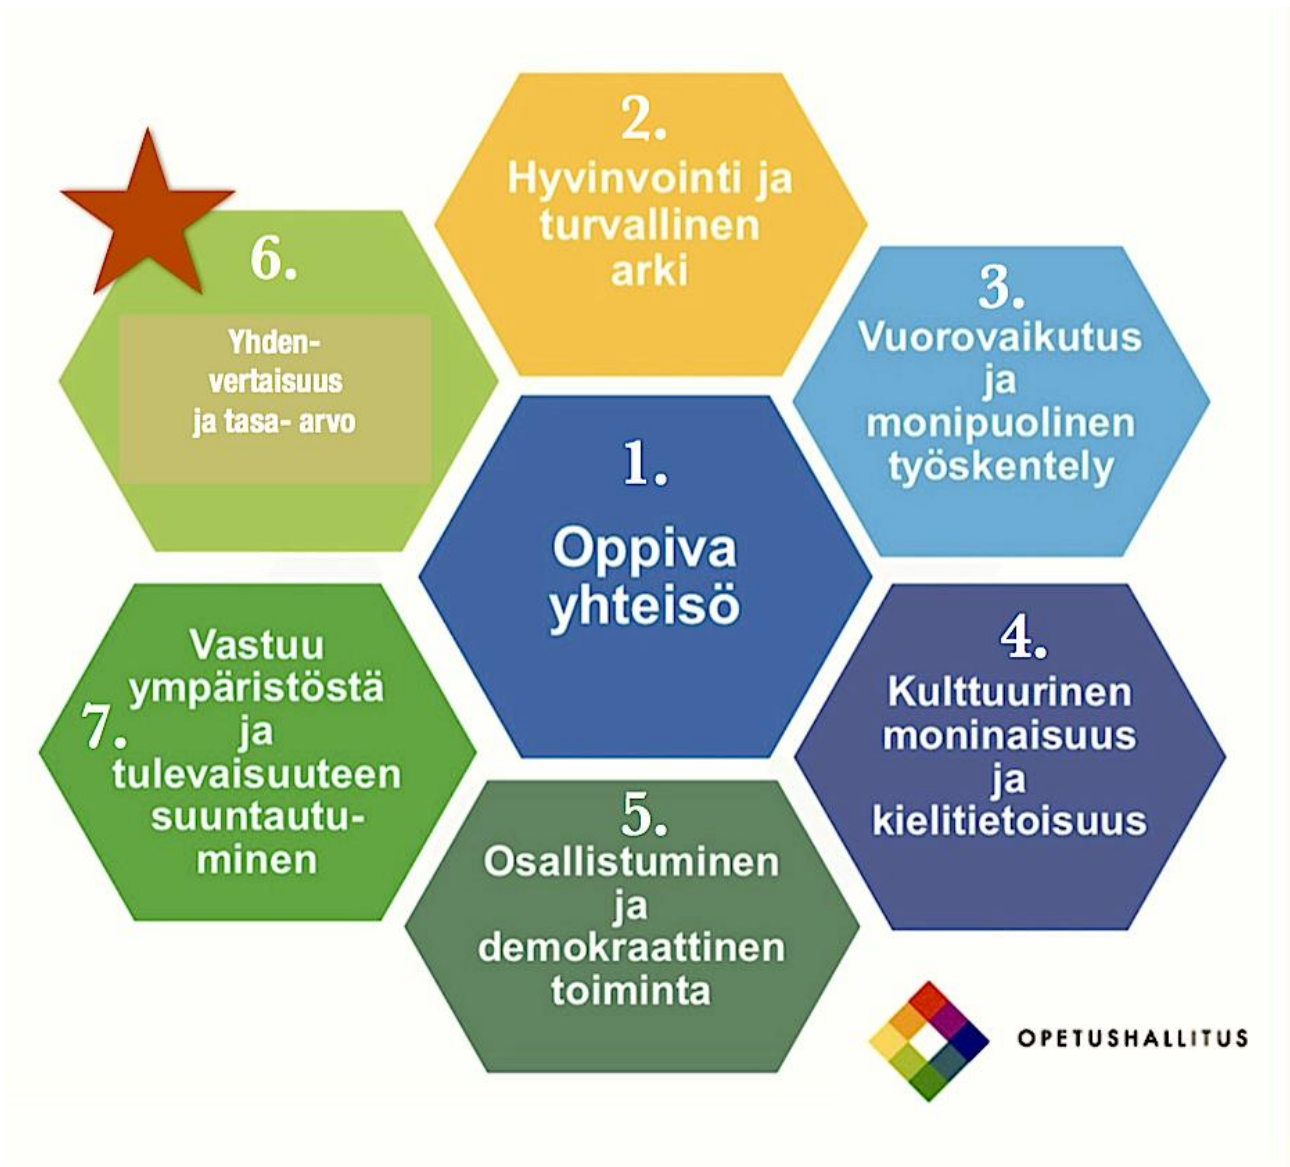 2.
Hyvinvointi ja
turvallinen
arki
6.
Yhden-
vertaisuus
ja tasa- arvo
3.
Vuorovaikutus
ja
monipuolinen
työskentely
1.
Oppiva
yhteisö
4.
Kulttuurinen
moninaisuus
ja
kielitietoisuus
7.
Vastuu
ympäristöstä
ja
tulevaisuuteen
suuntautu-
minen
5.
Osallistuminen
ja
demokraattinen
toiminta
OPETUSHALLITUS